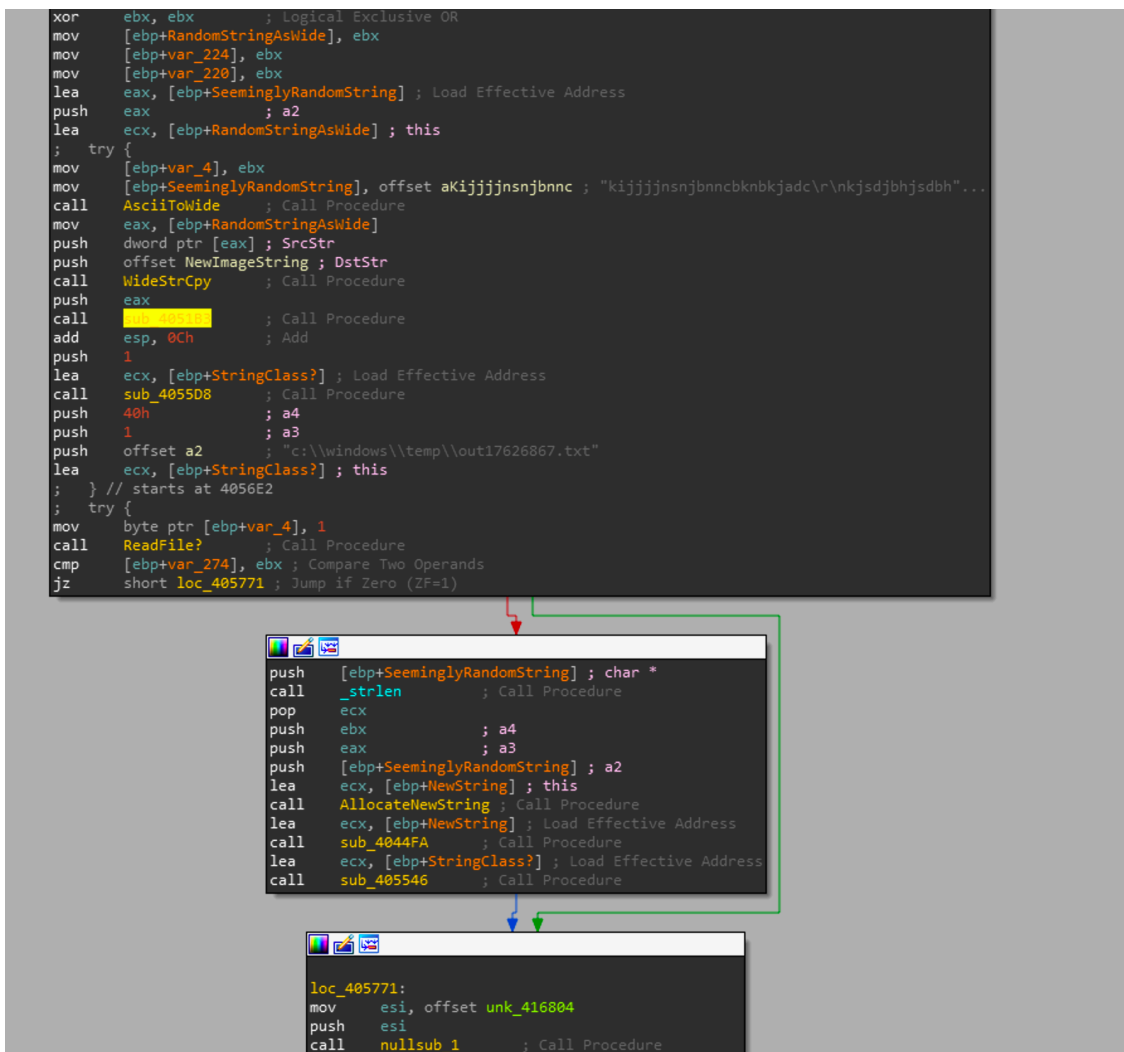 xor ebx, ebx ; Logical Exclusive OR
mov [ebp+RandomStringAsWide], ebx
mov [ebp+var_224], ebx
mov [ebp+var_220], ebx
lea eax, [ebp+SeeminglyRandomString] ; Load Effective Address
push eax ; a2
lea ecx, [ebp+RandomStringAsWide] ; this
; try {
mov [ebp+var_4], ebx
mov [ebp+SeeminglyRandomString], offset aKijjjjnsnjbnnc ; "kijjjjnsnjbnncbknbkjadc\r\nkjsdjbhjsdbh"...
call AsciiToWide ; Call Procedure
mov eax, [ebp+RandomStringAsWide]
push dword ptr [eax] ; SrcStr
push offset NewImageString ; DstStr
call WideStrCpy ; Call Procedure
push eax
call sub_4051B3 ; Call Procedure
add esp, 0Ch ; Add
push 1
lea ecx, [ebp+StringClass?] ; Load Effective Address
call sub_4055D8 ; Call Procedure
push 40h ; a4
push 1 ; a3
push offset a2 ; "c:\\windows\\temp\\out17626867.txt"
lea ecx, [ebp+StringClass?] ; this
; } // starts at 4056E2
; try {
mov byte ptr [ebp+var_4], 1
call ReadFile? ; Call Procedure
cmp [ebp+var_274], ebx ; Compare Two Operands
jz short loc_405771 ; Jump if Zero (ZF=1)
push [ebp+SeeminglyRandomString] ; char *
call _strlen ; Call Procedure
pop ecx
push ebx ; a4
push eax ; a3
push [ebp+SeeminglyRandomString] ; a2
lea ecx, [ebp+NewString] ; this
call AllocateNewString ; Call Procedure
lea ecx, [ebp+NewString] ; Load Effective Address
call sub_4044FA ; Call Procedure
lea ecx, [ebp+StringClass?] ; Load Effective Address
call sub_405546 ; Call Procedure
loc_405771:
mov esi, offset unk_416804
push esi
call nullsub_1 ; Call Procedure